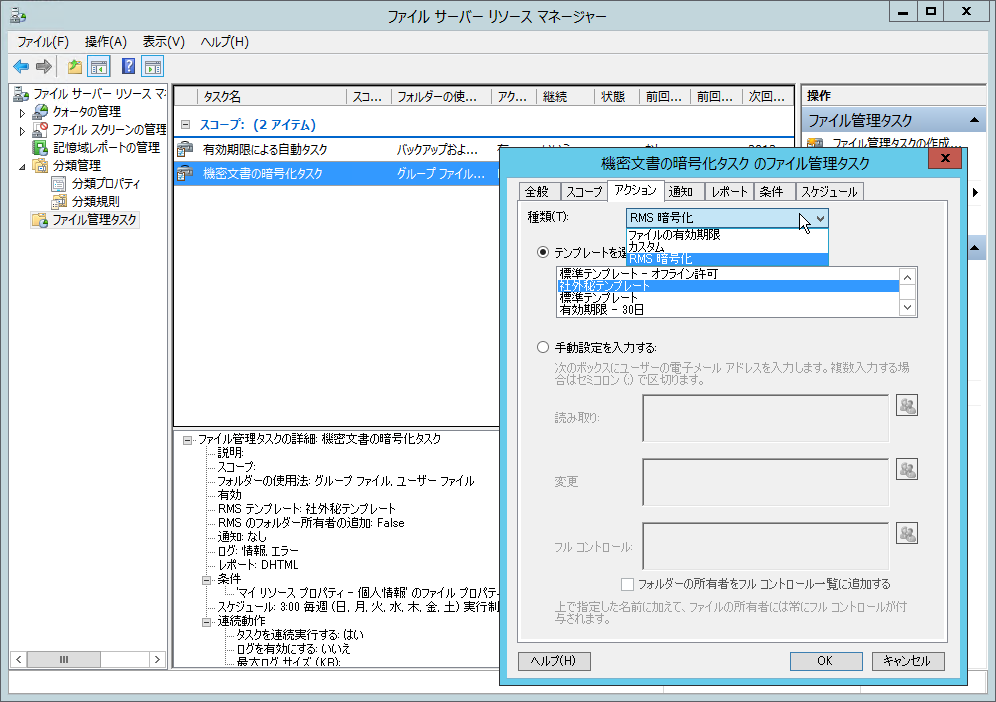 ファイル サーバー リソース マネージャー
ファイル(F) 操作(A) 表示(V) ヘルプ(H)
ファイル サーバー リソース マ
クォータの管理
ファイル スクリーンの管理
記憶域レポートの管理
分類管理
分類プロパティ
分類規則
ファイル管理タスク
タスク名 スコ... フォルダーの使... アク... 継続 状態 前回... 前回... 次回...
スコープ: (2 アイテム)
有効期限による自動タスク バックアップおよ...
機密文書の暗号化タスク グループ ファイル...
ファイル管理タスクの詳細: 機密文書の暗号化タスク
説明:
スコープ:
フォルダーの使用法: グループ ファイル, ユーザー ファイル
有効
RMS テンプレート: 社外秘テンプレート
RMS のフォルダー所有者の追加: False
通知: なし
ログ: 情報, エラー
レポート: DHTML
条件
'マイ リソース プロパティ - 個人情報' のファイル プロパティ
スケジュール: 3:00 毎週 (日, 月, 火, 水, 木, 金, 土) 実行制
連続動作
タスクを連続実行する: はい
ログを有効にする: いいえ
最大ログ サイズ (KB):
操作
ファイル管理タスク
ファイル管理タスクの作成...
機密文書の暗号化タスク のファイル管理タスク
全般 スコープ アクション 通知 レポート 条件 スケジュール
種類(T):
RMS 暗号化
ファイルの有効期限
カスタム
RMS 暗号化
テンプレートを選
標準テンプレート - オフライン許可
社外秘テンプレート
標準テンプレート
有効期限 - 30日
手動設定を入力する:
次のボックスにユーザーの電子メール アドレスを入力します。複数入力する場
合はセミコロン (;) で区切ります。
読み取り:
変更
フル コントロール:
フォルダーの所有者をフル コントロール一覧に追加する
上で指定した名前に加えて、ファイルの所有者には常にフル コントロールが付
与されます。
ヘルプ(H) OK キャンセル